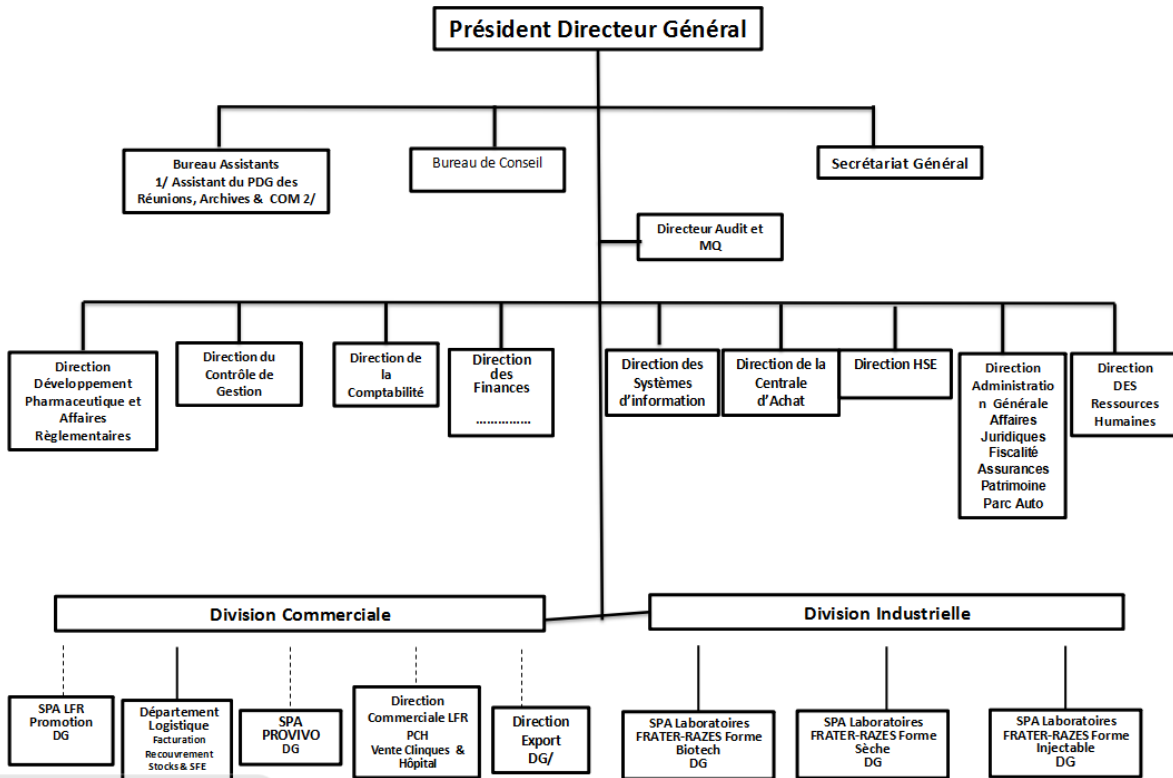 Président Directeur Général
Bureau Assistants
1/ Assistant du PDG des
Réunions, Archives & COM 2/
Bureau de Conseil
Secrétariat Général
Directeur Audit et
MQ
Direction
Développement
Pharmaceutique et
Affaires
Règlementaires
Direction du
Contrôle de
Gestion
Direction de
la
Comptabilité
Direction
des
Finances
……………
Direction des
Systèmes
d’information
Direction de la
Centrale
d’Achat
Direction HSE
Direction
Administratio
n Générale
Affaires
Juridiques
Fiscalité
Assurances
Patrimoine
Parc Auto
Direction
DES
Ressources
Humaines
Division Commerciale
Division Industrielle
SPA LFR
Promotion
DG
Département
Logistique
Facturation
Recouvrement
Stocks & SFE
SPA
PROVIVO
DG
Direction
Commerciale LFR
PCH
Vente Clinques &
Hôpital
Direction
Export
DG/
SPA Laboratoires
FRATER-RAZES Forme
Biotech
DG
SPA Laboratoires
FRATER-RAZES Forme
Sèche
DG
SPA Laboratoires
FRATER-RAZES Forme
Injectable
DG